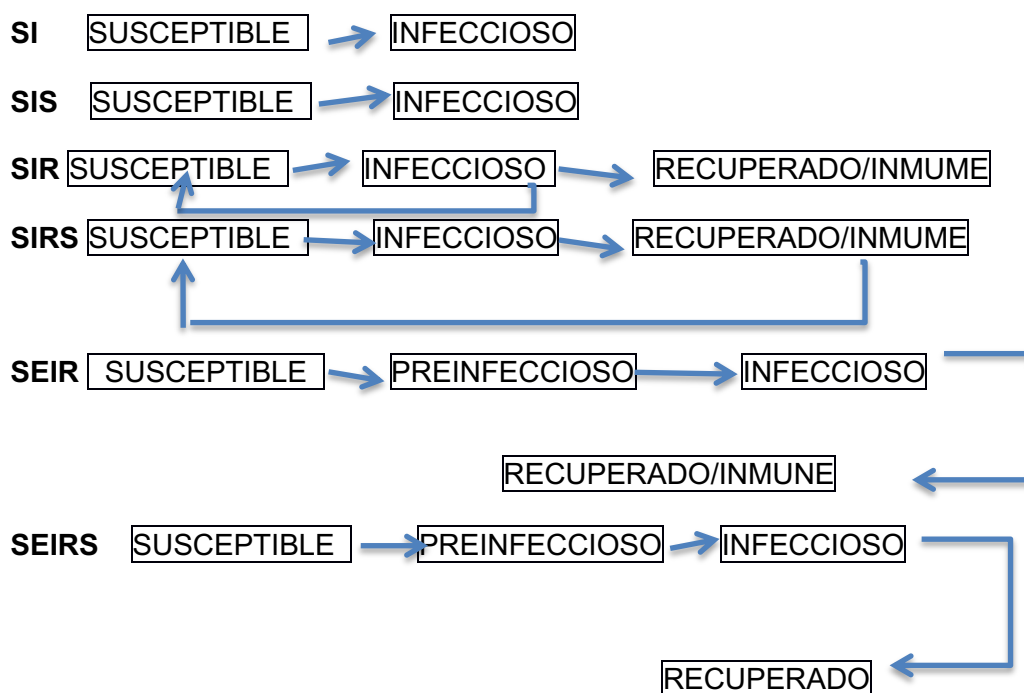 SI SUSCEPTIBLE INFECCIOSO
SIS SUSCEPTIBLE INFECCIOSO
SIR SUSCEPTIBLE INFECCIOSO RECUPERADO/INMUME
SIRS SUSCEPTIBLE INFECCIOSO RECUPERADO/INMUME
SEIR SUSCEPTIBLE PREINFECCIOSO INFECCIOSO
RECUPERADO/INMUNE
SEIRS SUSCEPTIBLE PREINFECCIOSO INFECCIOSO
RECUPERADO